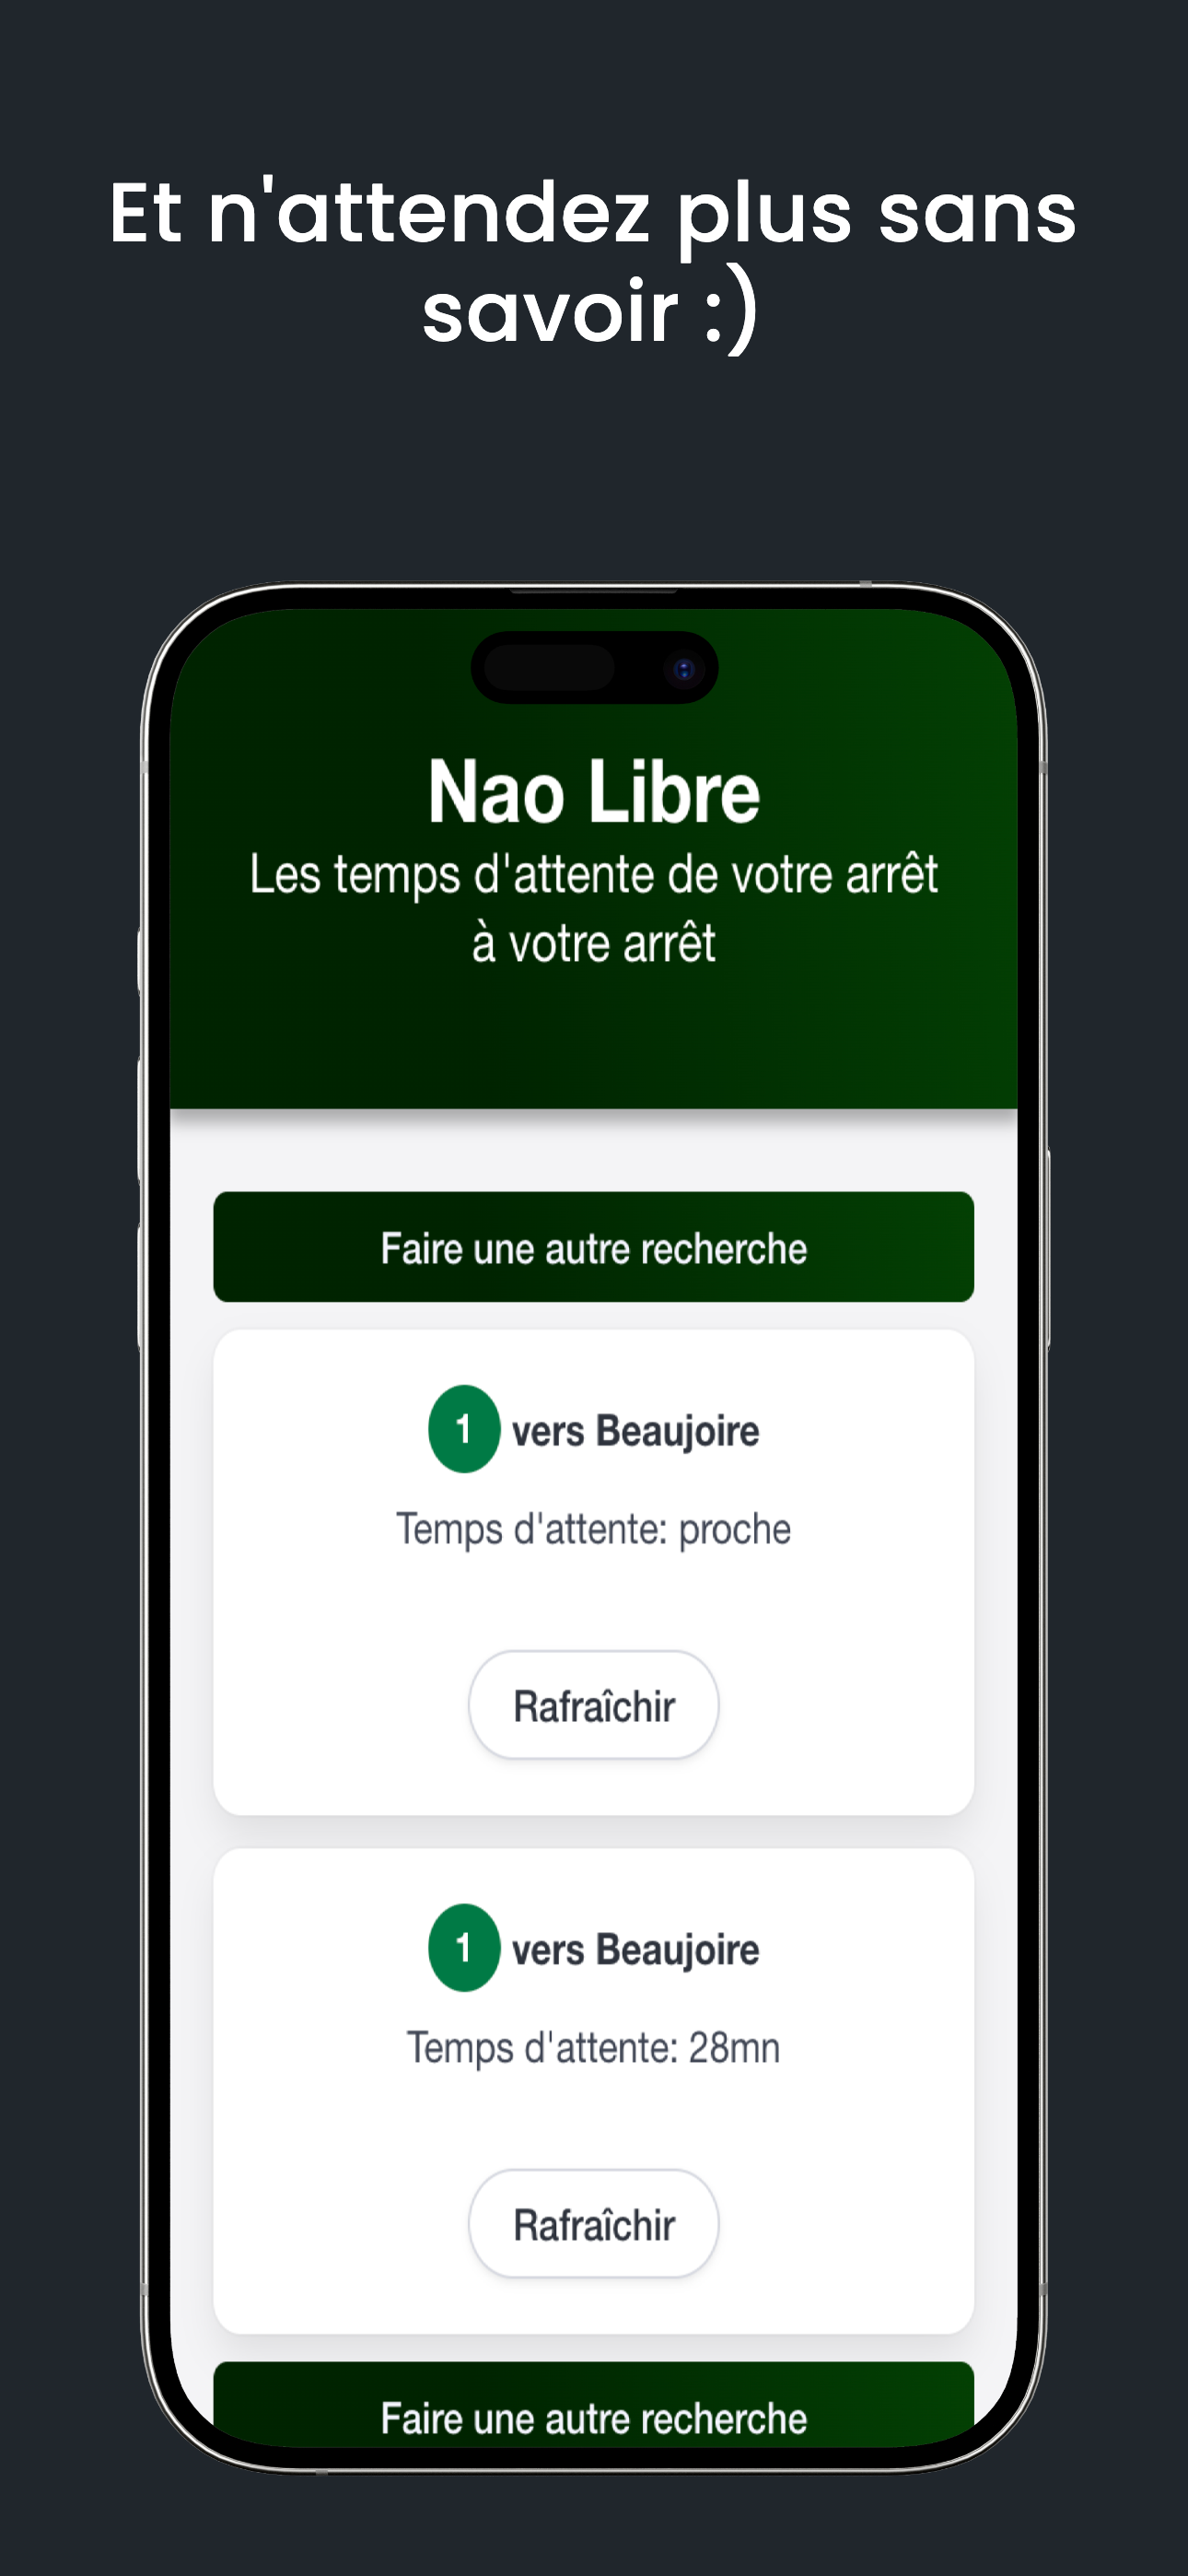 Et n'attendez plus sans
savoir :)
Nao Libre
Les temps d'attente de votre arrêt
à votre arrêt
Faire une autre recherche
1 vers Beaujoire
Temps d'attente: proche
Rafraîchir
1 vers Beaujoire
Temps d'attente: 28mn
Rafraîchir
Faire une autre recherche